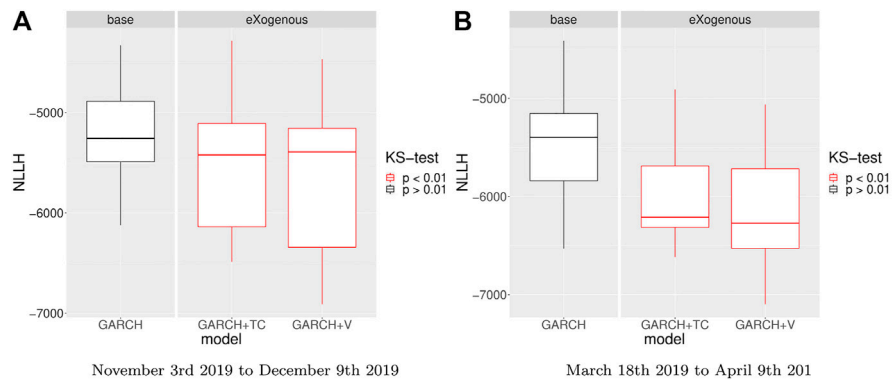 A
base
eXogenous
NLLH
-5000
-6000
-7000
GARCH
GARCH+TC
GARCH+V
model
KS-test
p < 0.01
p > 0.01
November 3rd 2019 to December 9th 2019
B
base
eXogenous
NLLH
-5000
-6000
-7000
GARCH
GARCH+TC
GARCH+V
model
KS-test
p < 0.01
p > 0.01
March 18th 2019 to April 9th 201